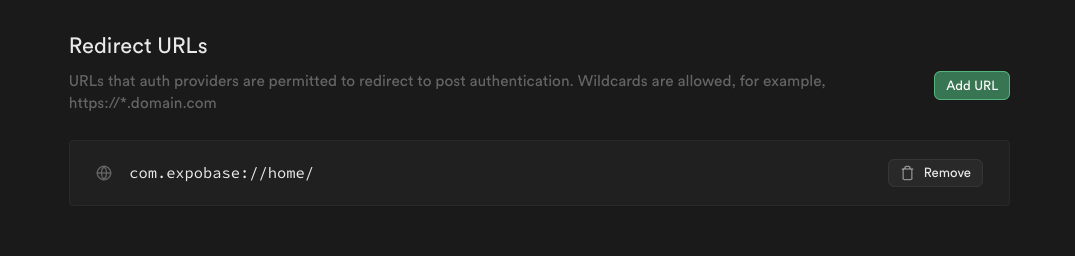 Redirect URLs
URLs that auth providers are permitted to redirect to post authentication. Wildcards are allowed, for example,
https://*.domain.com
Add URL
com.expobase://home/
Remove